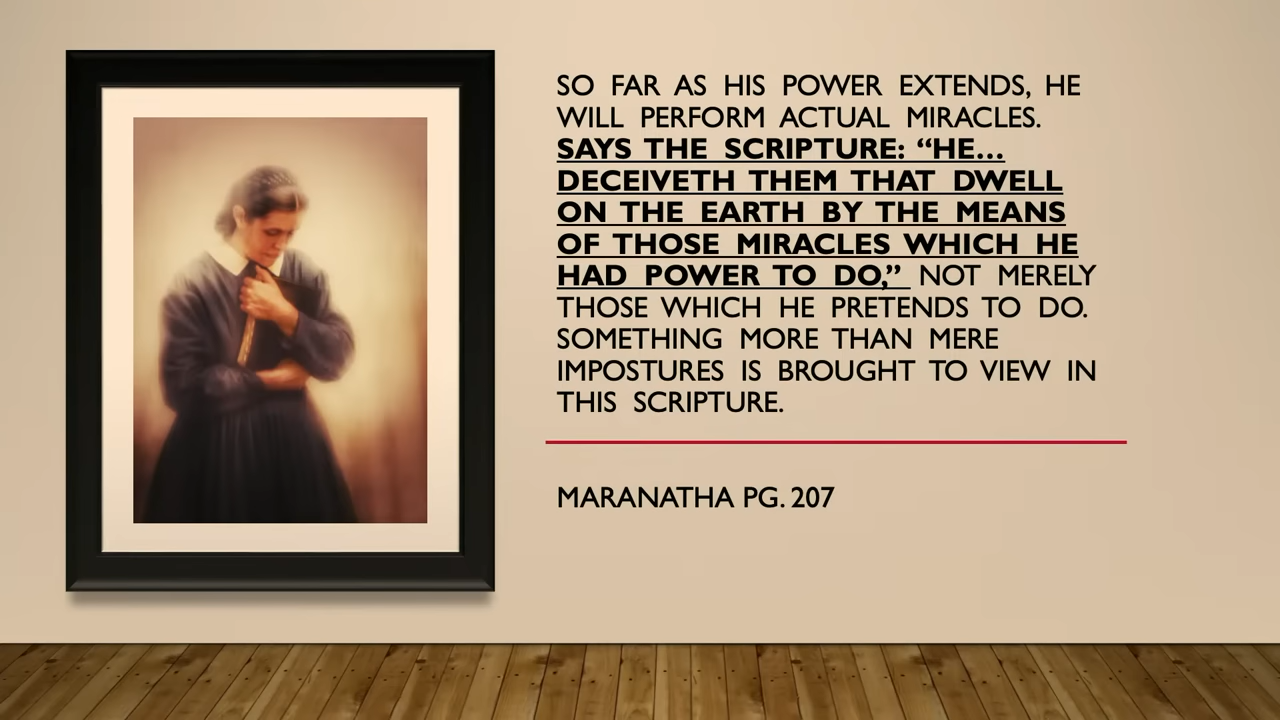 SO FAR AS HIS POWER EXTENDS, HE
WILL PERFORM ACTUAL MIRACLES.
SAYS THE SCRIPTURE: “HE…
DECEIVETH THEM THAT DWELL
ON THE EARTH BY THE MEANS
OF THOSE MIRACLES WHICH HE
HAD POWER TO DO,” NOT MERELY
THOSE WHICH HE PRETENDS TO DO.
SOMETHING MORE THAN MERE
IMPOSTURES IS BROUGHT TO VIEW IN
THIS SCRIPTURE.
MARANATHA PG. 207